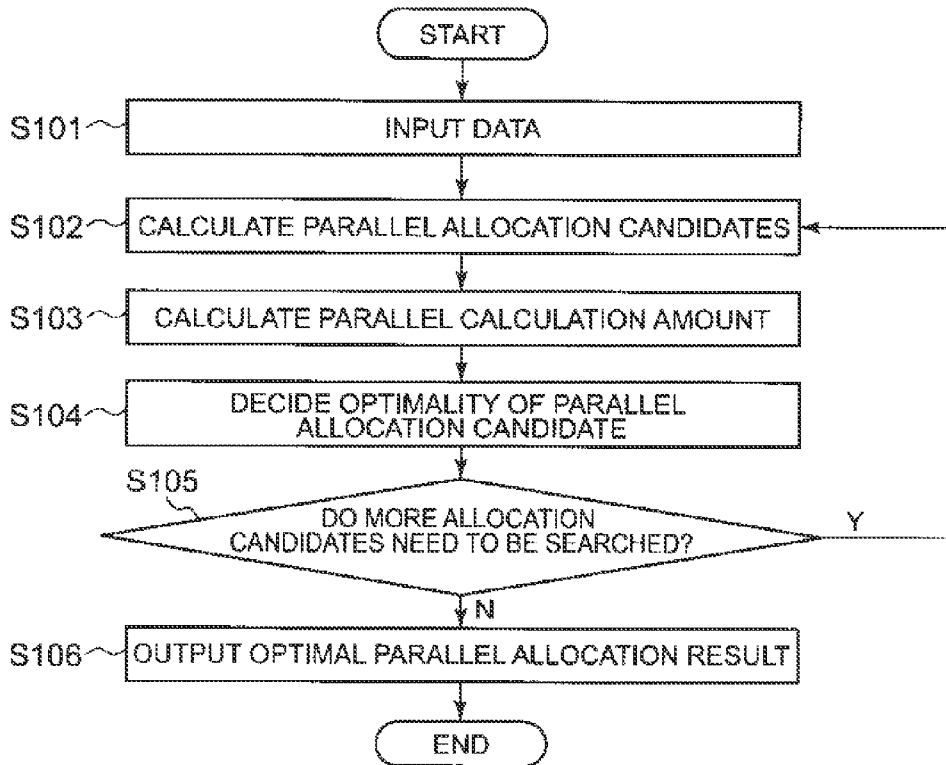 START
S101
INPUT DATA
S102
CALCULATE PARALLEL ALLOCATION CANDIDATES
S103
CALCULATE PARALLEL CALCULATION AMOUNT
S104
DECIDE OPTIMALITY OF PARALLEL
ALLOCATION CANDIDATE
S105
DO MORE ALLOCATION
CANDIDATES NEED TO BE SEARCHED?
Y
N
S106
OUTPUT OPTIMAL PARALLEL ALLOCATION RESULT
END